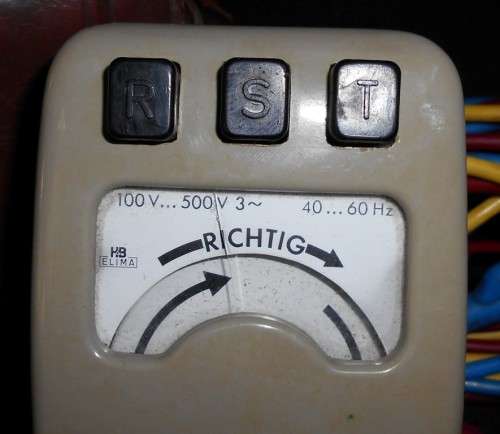 R S T
100 V... 500 V 3~ 40... 60 Hz
RICHTIG
H&B
ELIMA